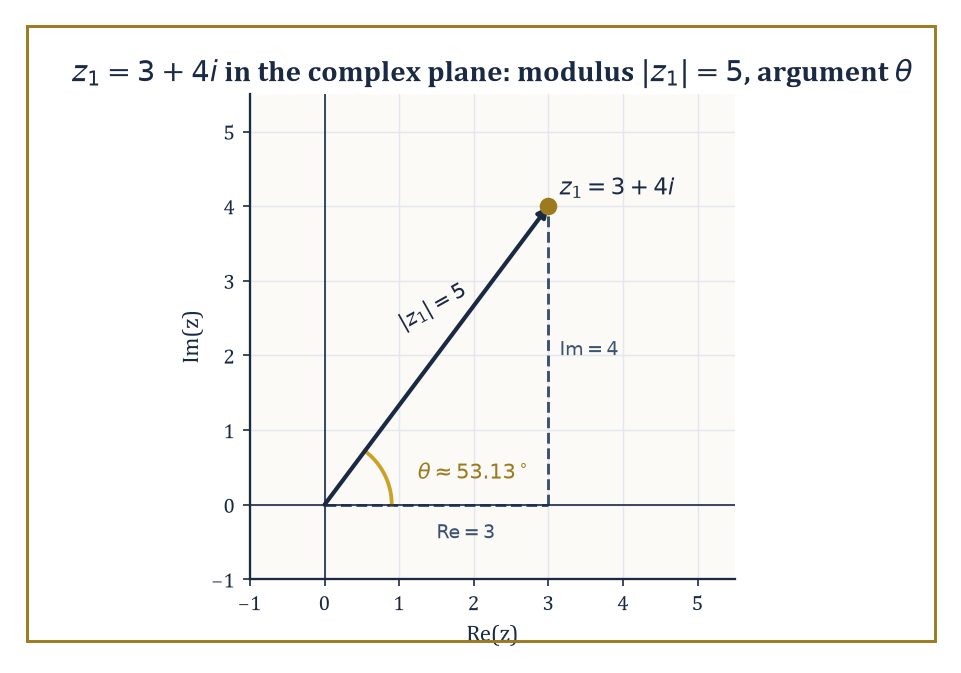 z₁ = 3 + 4i in the complex plane: modulus |z₁| = 5, argument θ
5
z₁ = 3 + 4i
4
|z₁| = 5
3
Im(z)
Im = 4
2
1
θ ≈ 53.13°
0
Re = 3
−1
−1 0 1 2 3 4 5
Re(z)